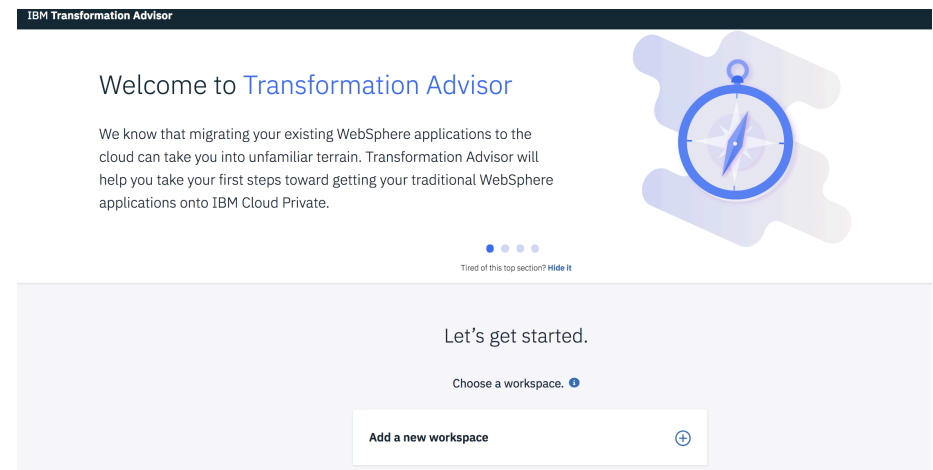 IBM Transformation Advisor
Welcome to Transformation Advisor
We know that migrating your existing WebSphere applications to the
cloud can take you into unfamiliar terrain. Transformation Advisor will
help you take your first steps toward getting your traditional WebSphere
applications onto IBM Cloud Private.
Tired of this top section? Hide it
Let's get started.
Choose a workspace.
Add a new workspace